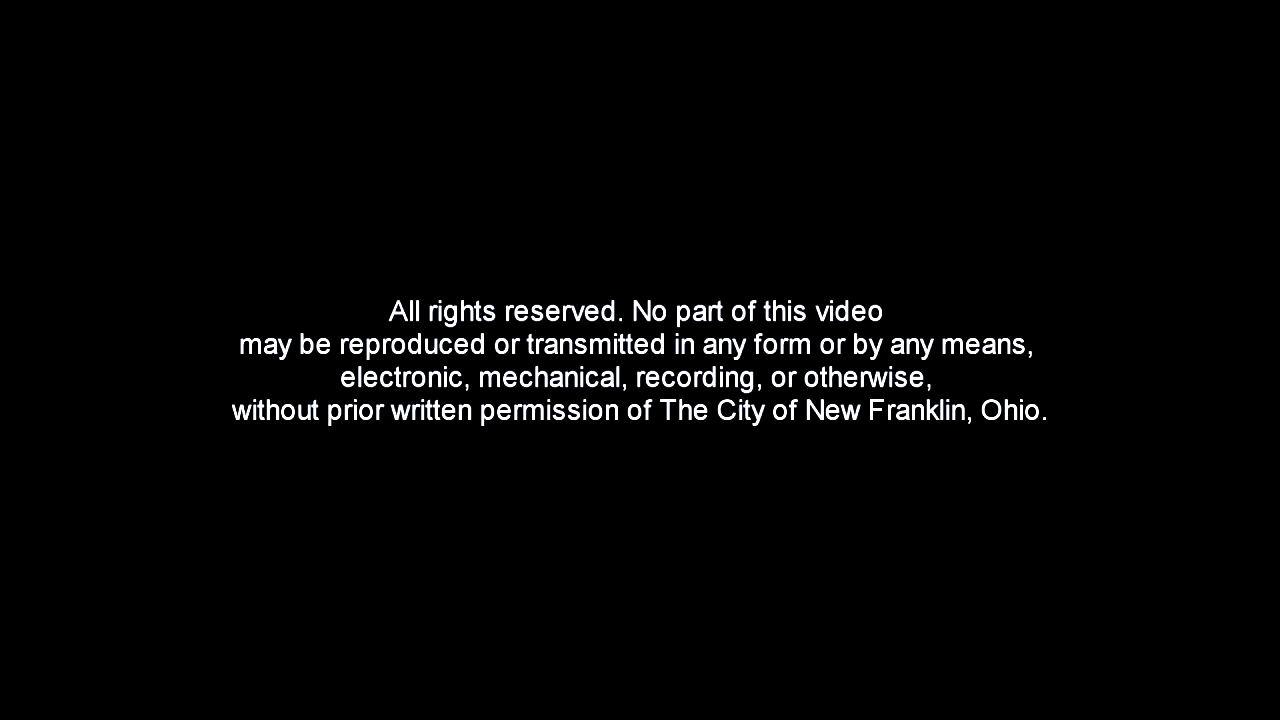 All rights reserved. No part of this video
may be reproduced or transmitted in any form or by any means,
electronic, mechanical, recording, or otherwise,
without prior written permission of The City of New Franklin, Ohio.